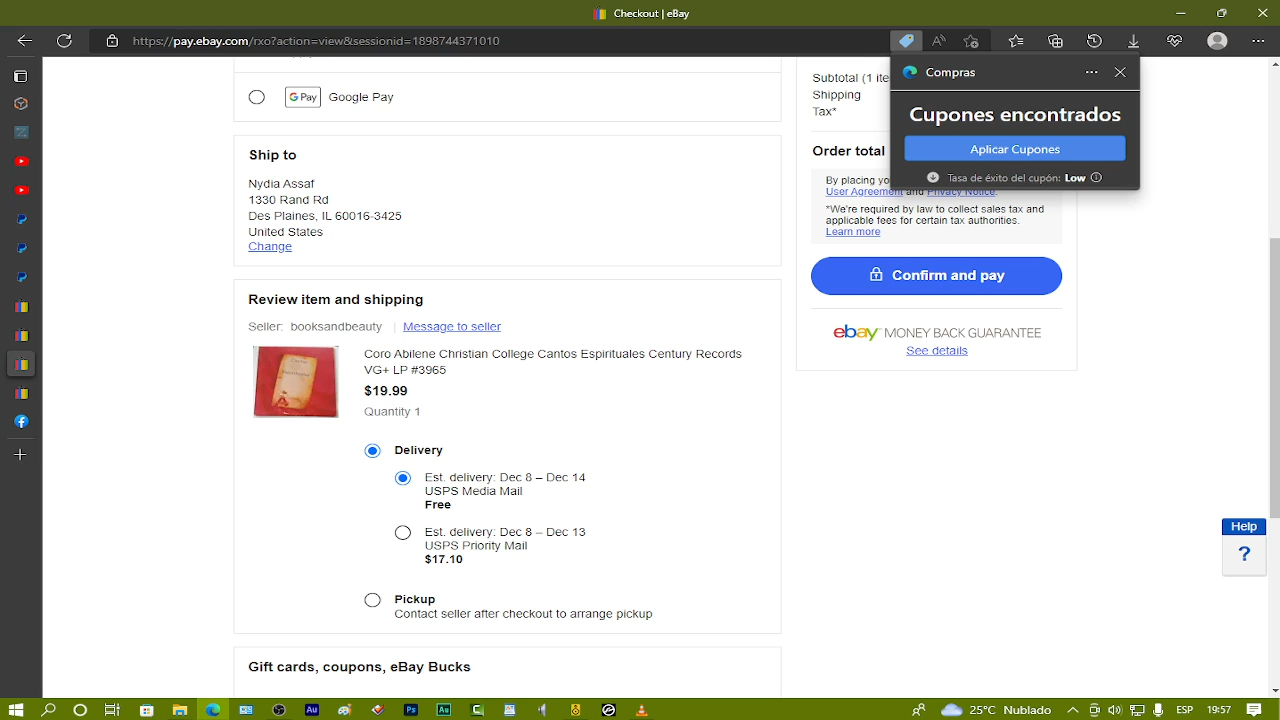 Checkout | eBay
https://pay.ebay.com/rxo?action=view&sessionid=1898744371010
G Pay Google Pay
Ship to
Nydia Assaf
1330 Rand Rd
Des Plaines, IL 60016-3425
United States
Change
Review item and shipping
Seller: booksandbeauty | Message to seller
Coro Abilene Christian College Cantos Espirituales Century Records
VG+ LP #3965
$19.99
Quantity 1
Delivery
Est. delivery: Dec 8 – Dec 14
USPS Media Mail
Free
Est. delivery: Dec 8 – Dec 13
USPS Priority Mail
$17.10
Pickup
Contact seller after checkout to arrange pickup
Gift cards, coupons, eBay Bucks
Subtotal (1 ite
Shipping
Tax*
Order total
By placing yo
User Agreement and Privacy Notice.
*We're required by law to collect sales tax and
applicable fees for certain tax authorities.
Learn more
Confirm and pay
ebay MONEY BACK GUARANTEE
See details
Compras
Cupones encontrados
Aplicar Cupones
Tasa de éxito del cupón: Low
Help
?
Au
Ps
Au
25°C Nublado
ESP
19:57